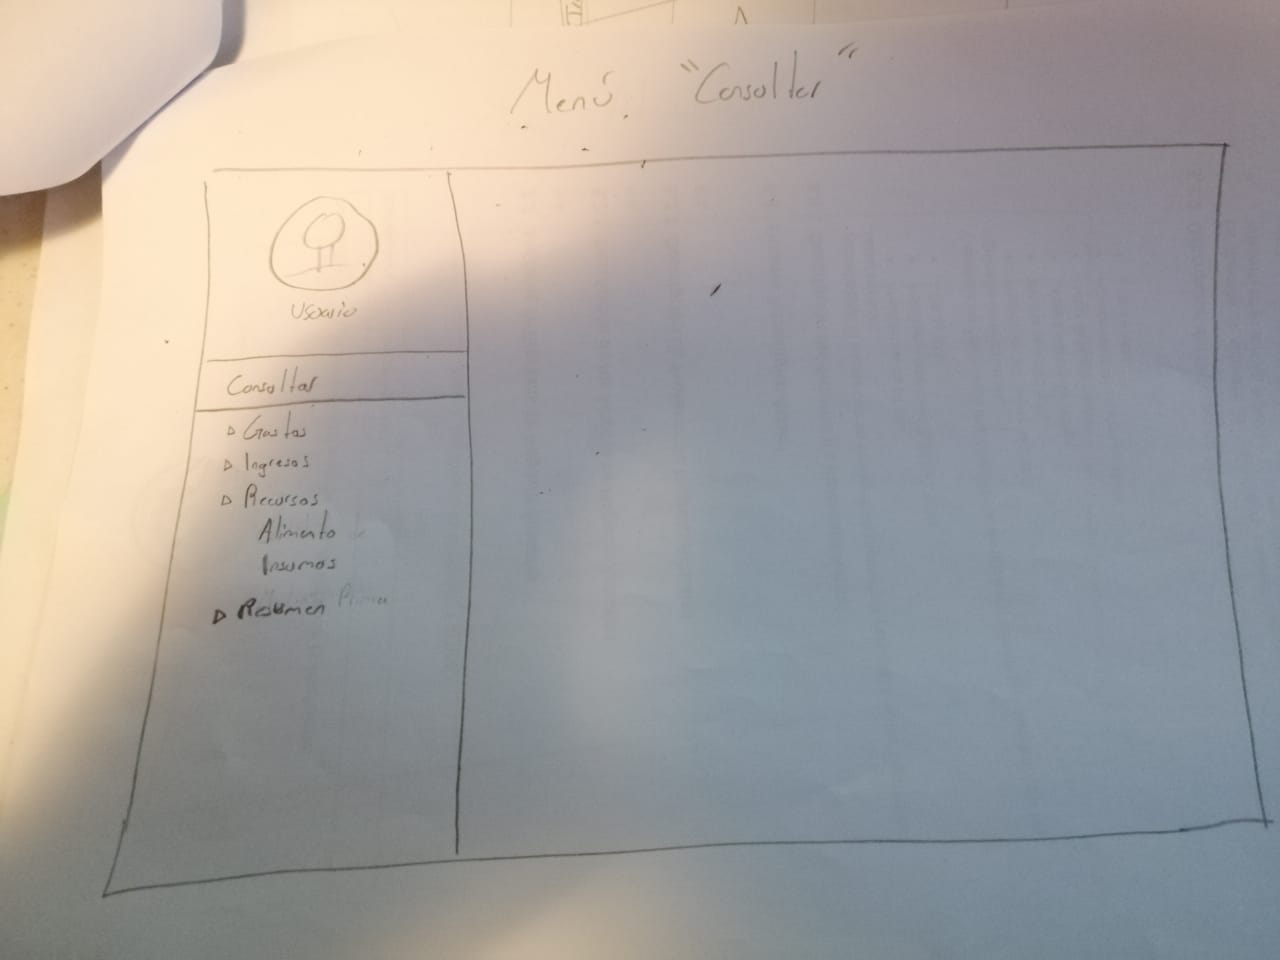 Menú "Consultar"
Usuario
Consultar
Gastos
Ingresos
Recursos
Alimento
Insumos
Resumen